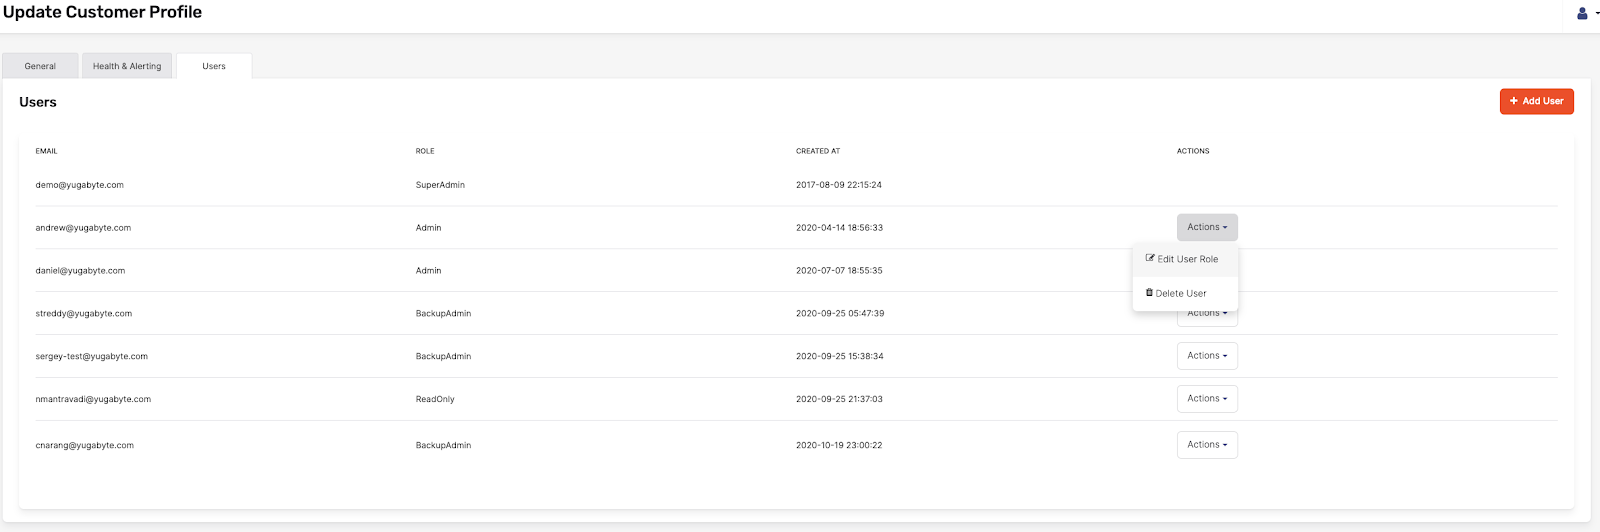 Update Customer Profile
General Health & Alerting Users
Users
Add User
EMAIL ROLE CREATED AT ACTIONS
demo@yugabyte.com SuperAdmin 2017-08-09 22:15:24
andrew@yugabyte.com Admin 2020-04-14 18:56:33 Actions
Edit User Role
daniel@yugabyte.com Admin 2020-07-07 18:55:35
Delete User
streddy@yugabyte.com BackupAdmin 2020-09-25 05:47:39 Actions
sergey-test@yugabyte.com BackupAdmin 2020-09-25 15:38:34 Actions
nmantravadi@yugabyte.com ReadOnly 2020-09-25 21:37:03 Actions
cnarang@yugabyte.com BackupAdmin 2020-10-19 23:00:22 Actions